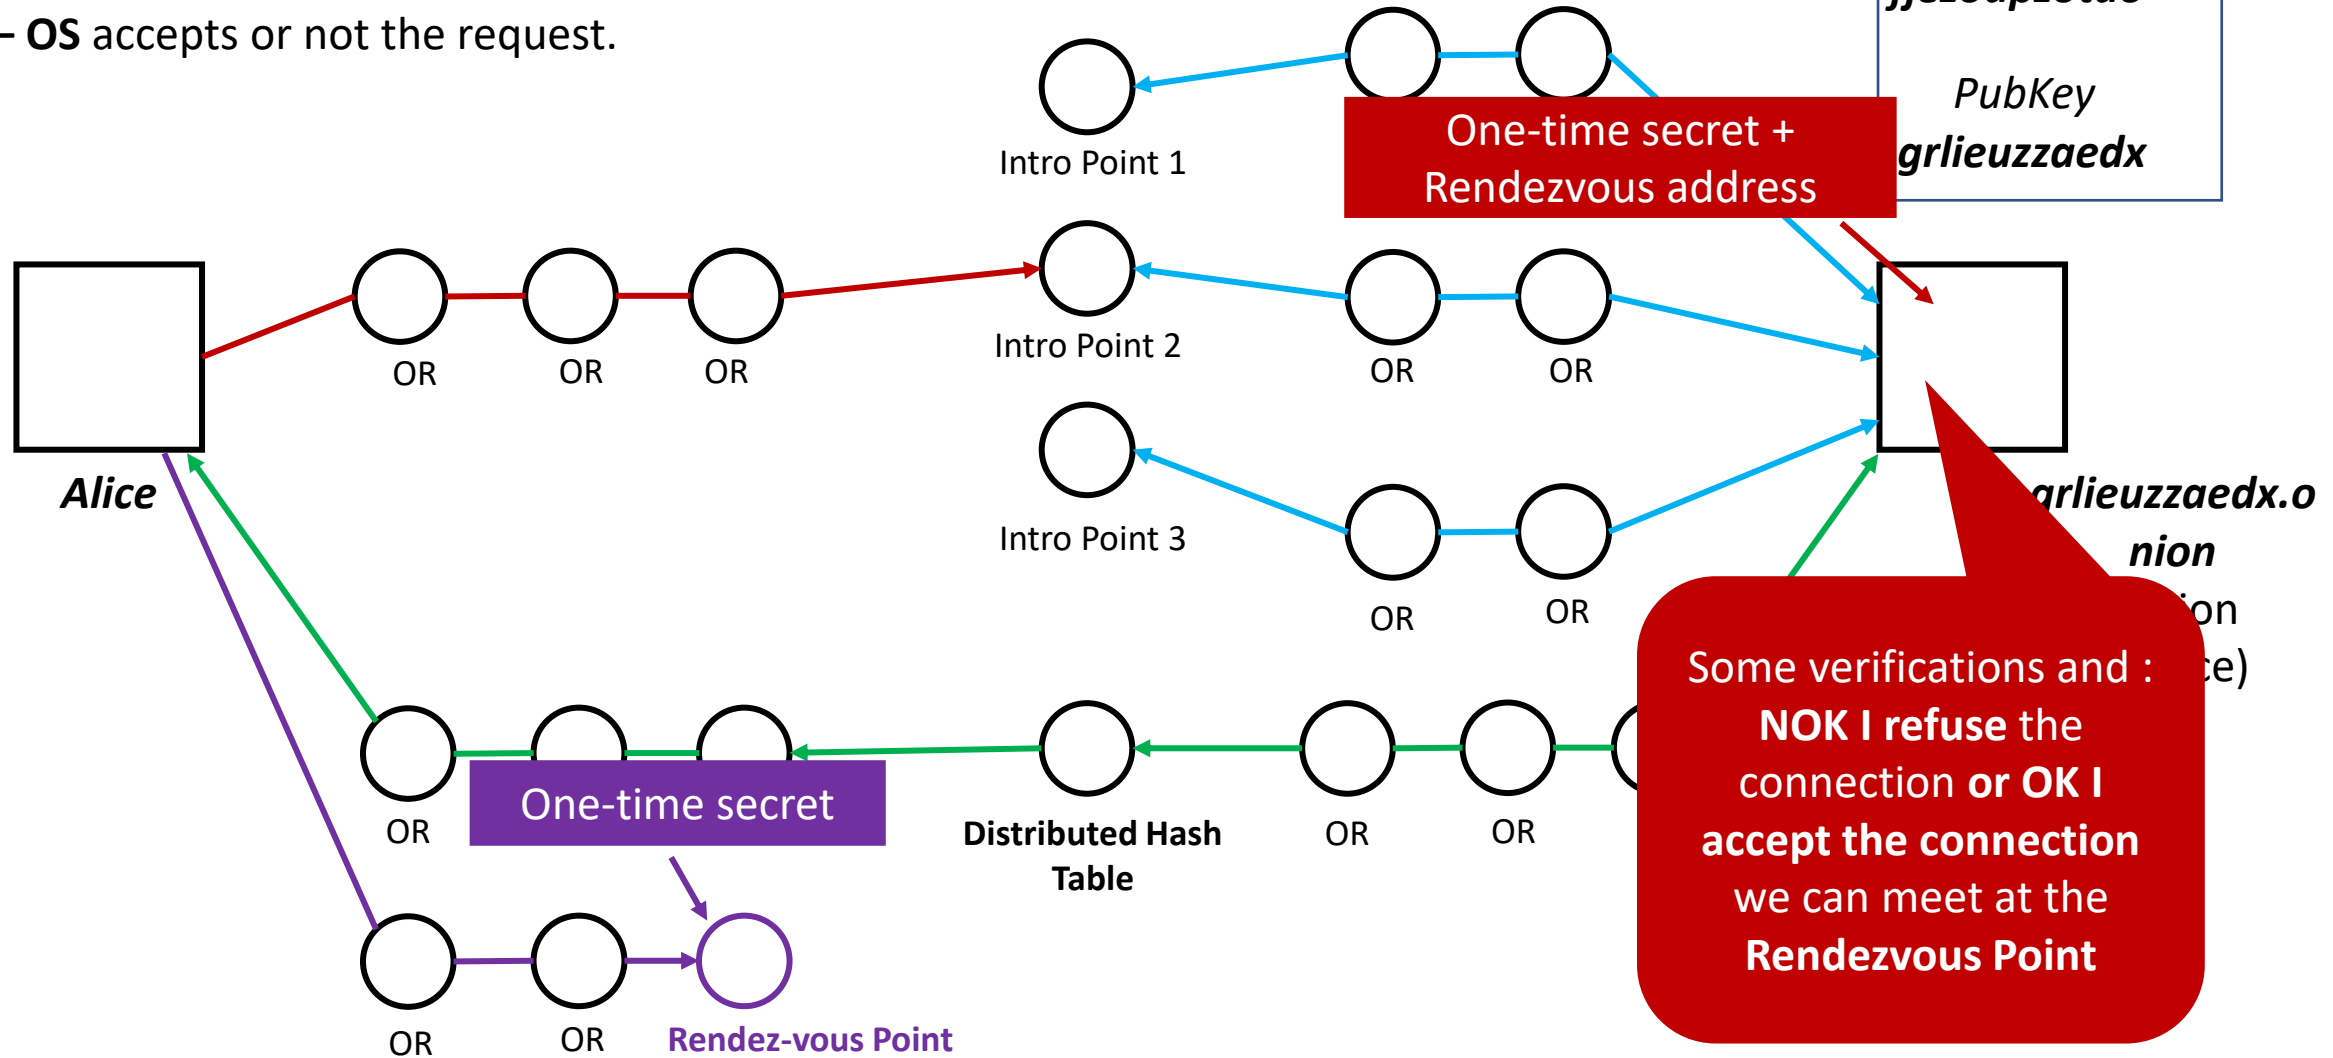 – OS accepts or not the request.
PubKey
grlieuzzaedx
One-time secret +
Rendezvous address
Intro Point 1
Intro Point 2
OR
OR
OR
OR
OR
Alice
grlieuzzaedx.o
nion
Intro Point 3
OR
OR
Some verifications and :
NOK I refuse the
connection or OK I
accept the connection
we can meet at the
Rendezvous Point
One-time secret
OR
Distributed Hash
Table
OR
OR
OR
OR
Rendez-vous Point